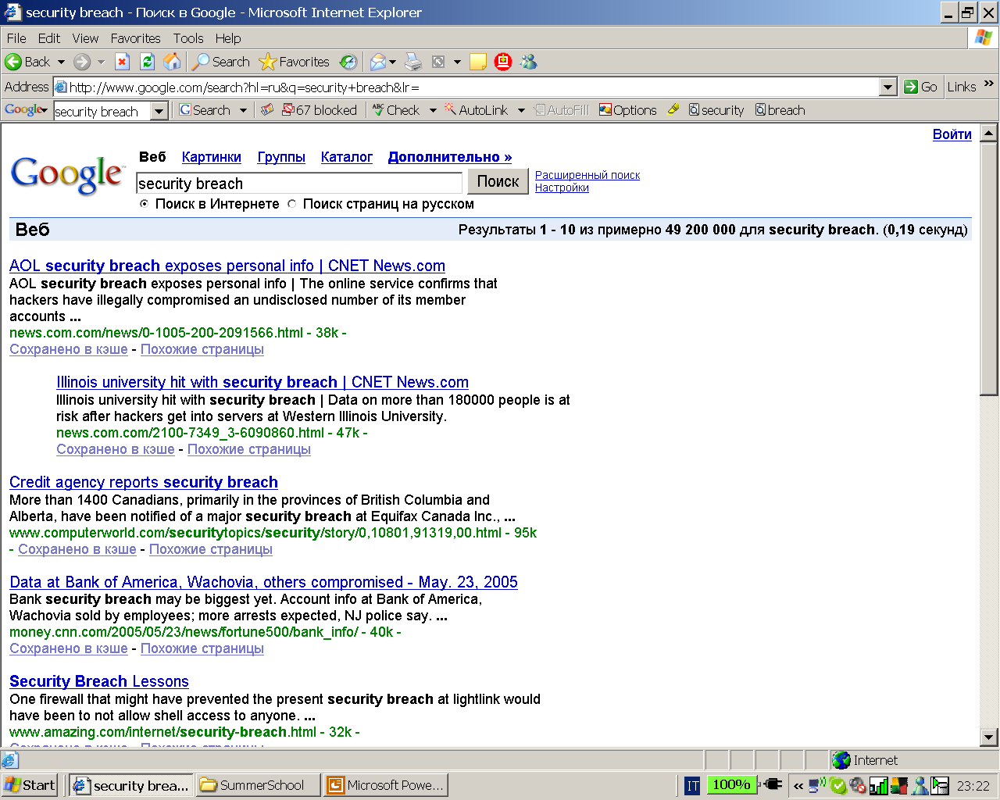 security breach - Поиск в Google - Microsoft Internet Explorer
File Edit View Favorites Tools Help
Back Search Favorites
Address http://www.google.com/search?hl=ru&q=security+breach&lr= Go Links »
Google security breach Search 67 blocked Check AutoLink AutoFill Options security breach
Войти
Веб Картинки Группы Каталог Дополнительно »
Google™
security breach Поиск Расширенный поиск
Настройки
Поиск в Интернете Поиск страниц на русском
Веб Результаты 1 - 10 из примерно 49 200 000 для security breach. (0,19 секунд)
AOL security breach exposes personal info | CNET News.com
AOL security breach exposes personal info | The online service confirms that
hackers have illegally compromised an undisclosed number of its member
accounts ...
news.com.com/news/0-1005-200-2091566.html - 38k -
Сохранено в кэше - Похожие страницы
Illinois university hit with security breach | CNET News.com
Illinois university hit with security breach | Data on more than 180000 people is at
risk after hackers get into servers at Western Illinois University.
news.com.com/2100-7349_3-6090860.html - 47k -
Сохранено в кэше - Похожие страницы
Credit agency reports security breach
More than 1400 Canadians, primarily in the provinces of British Columbia and
Alberta, have been notified of a major security breach at Equifax Canada Inc., ...
www.computerworld.com/securitytopics/security/story/0,10801,91319,00.html - 95k
- Сохранено в кэше - Похожие страницы
Data at Bank of America, Wachovia, others compromised - May. 23, 2005
Bank security breach may be biggest yet. Account info at Bank of America,
Wachovia sold by employees; more arrests expected, NJ police say. ...
money.cnn.com/2005/05/23/news/fortune500/bank_info/ - 40k -
Сохранено в кэше - Похожие страницы
Security Breach Lessons
One firewall that might have prevented the present security breach at lightlink would
have been to not allow shell access to anyone. ...
www.amazing.com/internet/security-breach.html - 32k -
Сохранено в кэше - Похожие страницы
Internet
Start security brea... SummerSchool Microsoft Powe... IT 100% « 23:22